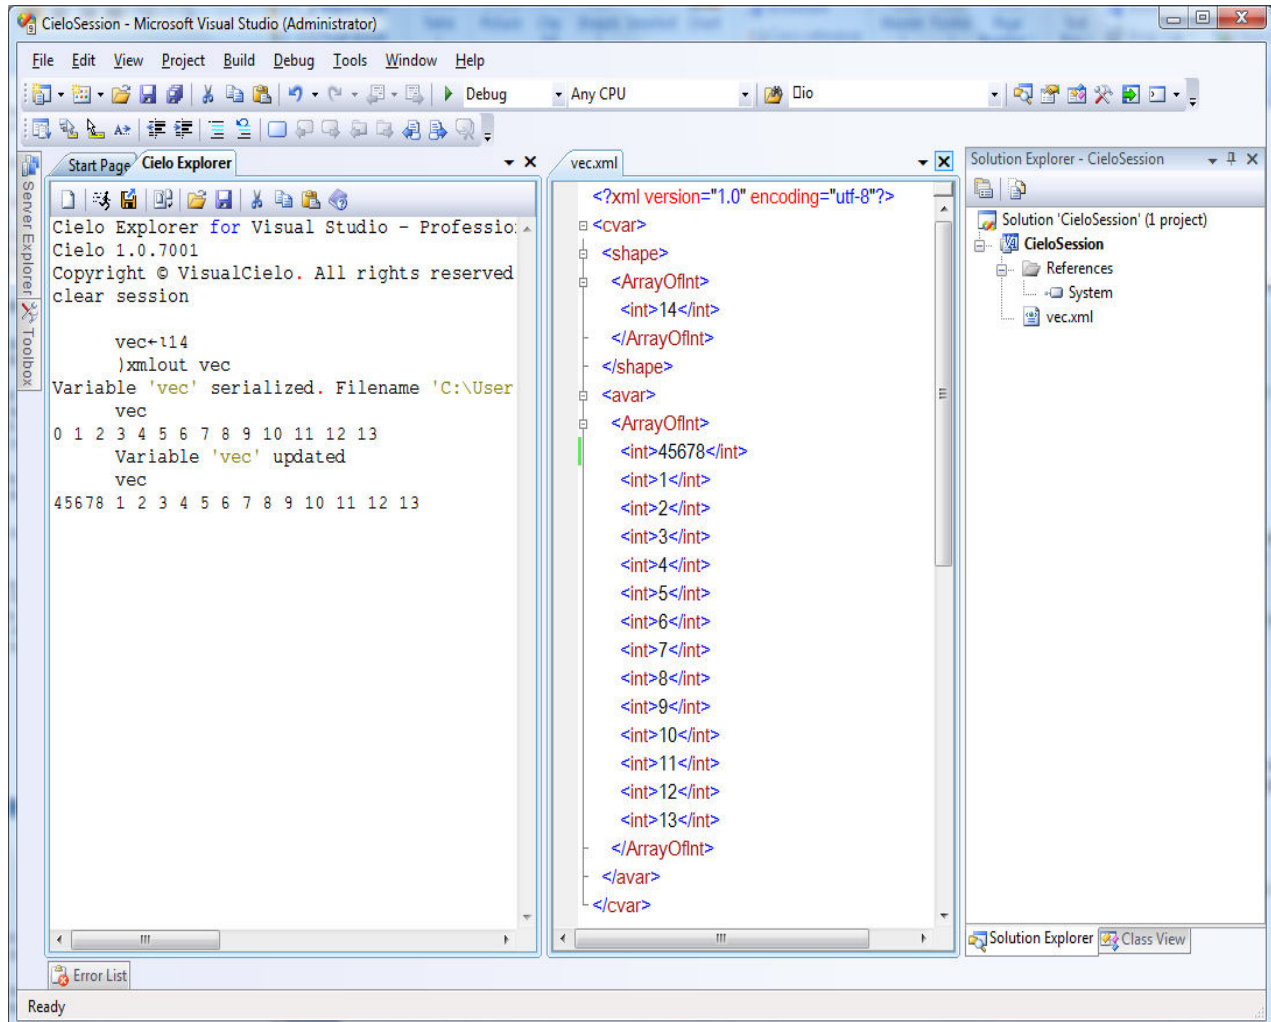 CieloSession - Microsoft Visual Studio (Administrator)
File Edit View Project Build Debug Tools Window Help
Debug Any CPU ⎕io
Server Explorer
Toolbox
Start Page Cielo Explorer
Cielo Explorer for Visual Studio - Professio
Cielo 1.0.7001
Copyright © VisualCielo. All rights reserved
clear session
vec←⍳14
)xmlout vec
Variable 'vec' serialized. Filename 'C:\User
vec
0 1 2 3 4 5 6 7 8 9 10 11 12 13
Variable 'vec' updated
vec
45678 1 2 3 4 5 6 7 8 9 10 11 12 13
vec.xml
<?xml version="1.0" encoding="utf-8"?>
<cvar>
<shape>
<ArrayOfInt>
<int>14</int>
</ArrayOfInt>
</shape>
<avar>
<ArrayOfInt>
<int>45678</int>
<int>1</int>
<int>2</int>
<int>3</int>
<int>4</int>
<int>5</int>
<int>6</int>
<int>7</int>
<int>8</int>
<int>9</int>
<int>10</int>
<int>11</int>
<int>12</int>
<int>13</int>
</ArrayOfInt>
</avar>
</cvar>
Solution Explorer - CieloSession
Solution 'CieloSession' (1 project)
CieloSession
References
System
vec.xml
Solution Explorer Class View
Error List
Ready